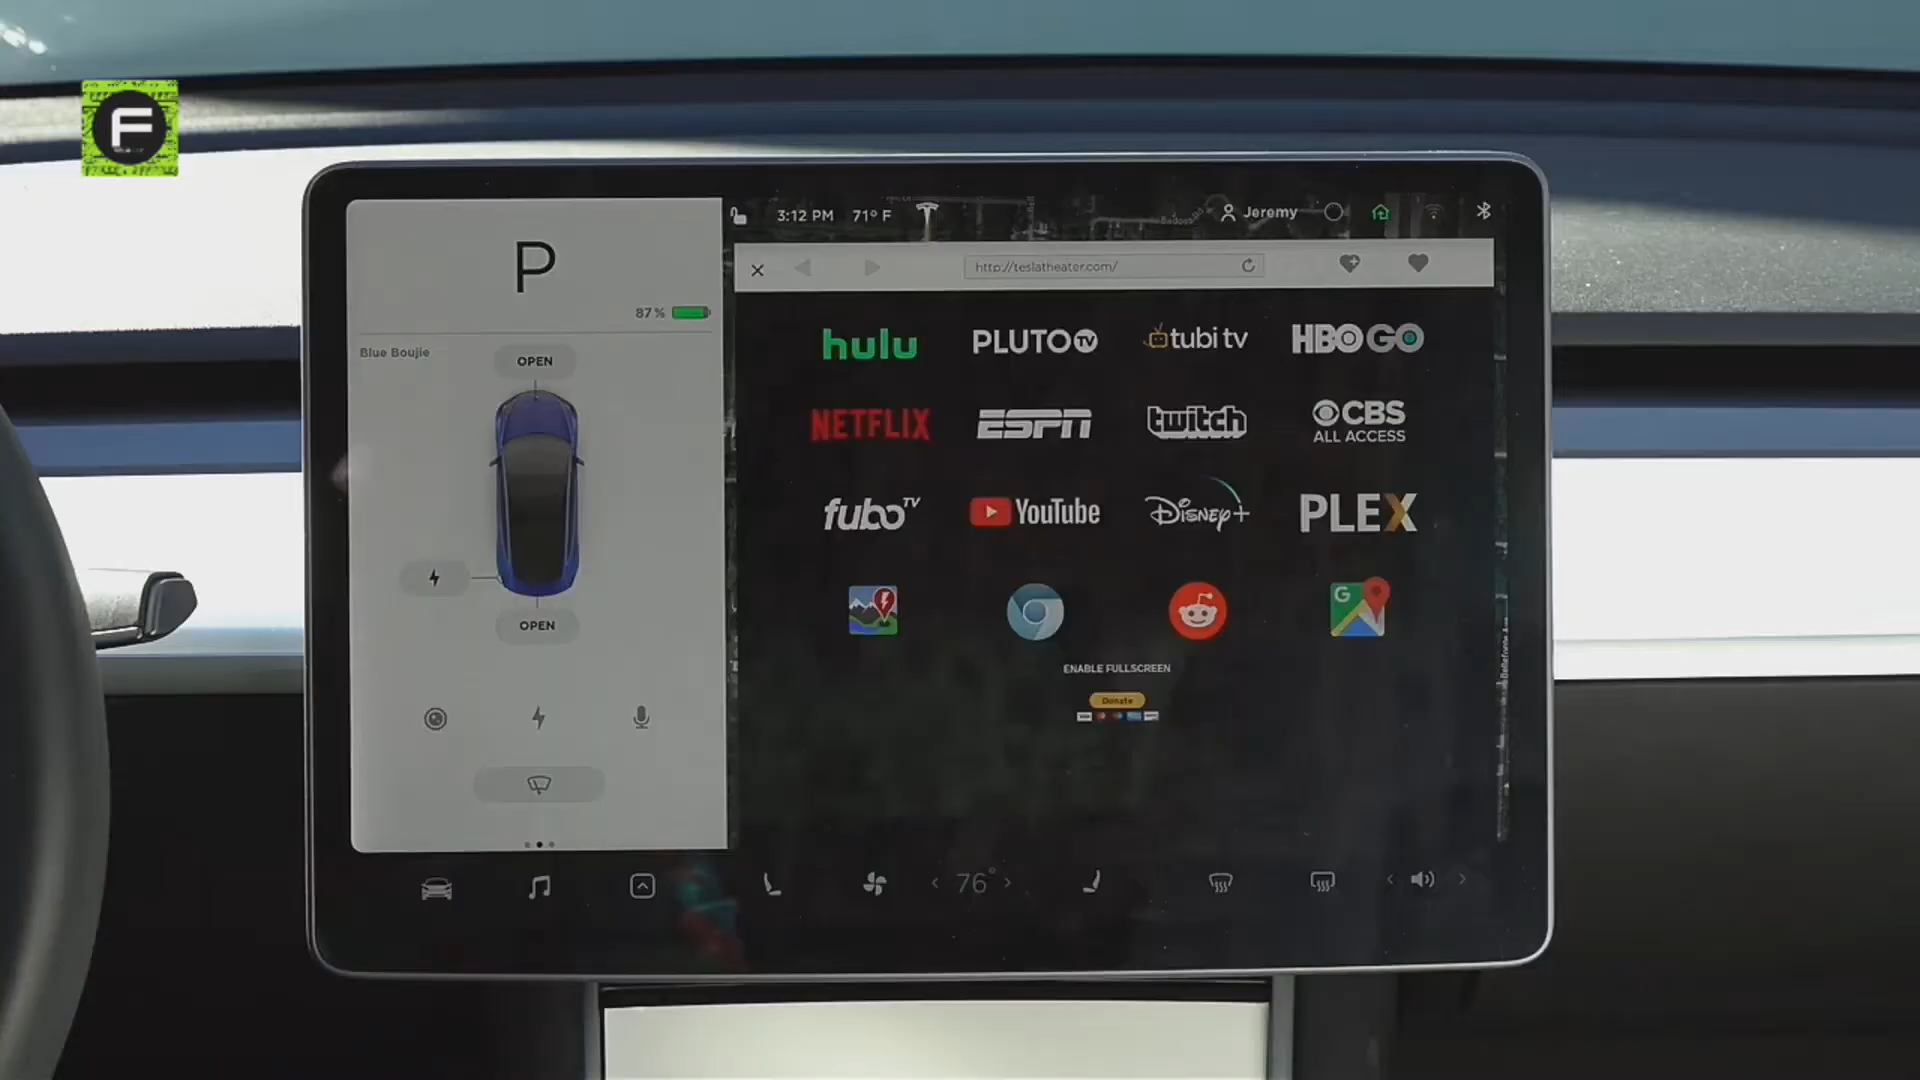 F
P
87%
Blue Boujie
OPEN
OPEN
3:12 PM 71° F
Jeremy
http://teslatheater.com/
hulu PLUTO TV tubi tv HBO GO
NETFLIX ESPN twitch CBS ALL ACCESS
fubo TV YouTube Disney+ PLEX
G
ENABLE FULLSCREEN
Donate
76°